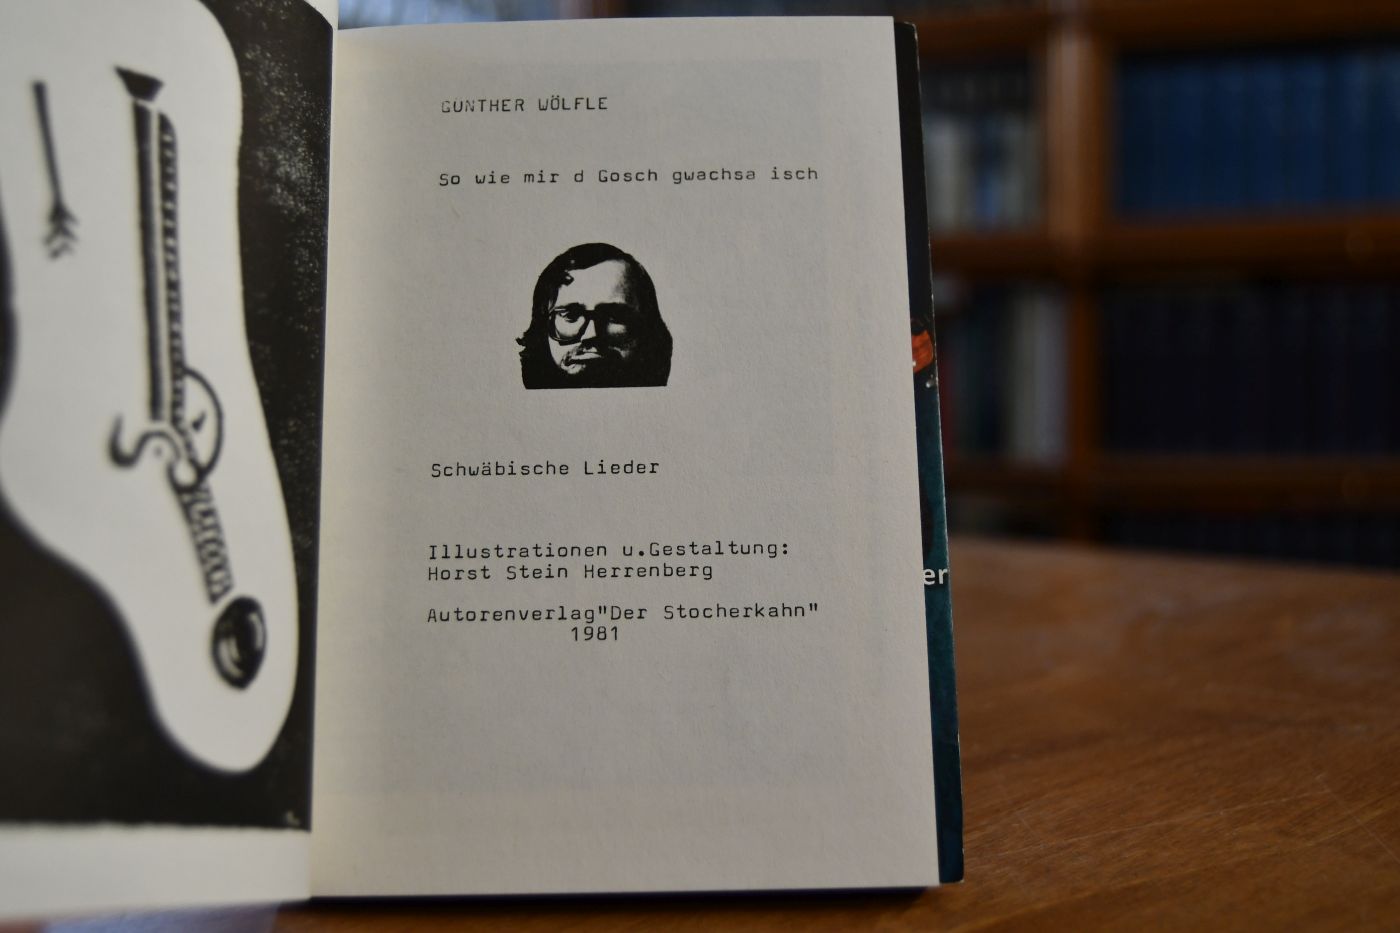 GUNTHER WÖLFLE
So wie mir d Gosch gwachsa isch
Schwäbische Lieder
Illustrationen u.Gestaltung:
Horst Stein Herrenberg
Autorenverlag"Der Stocherkahn"
1981
er